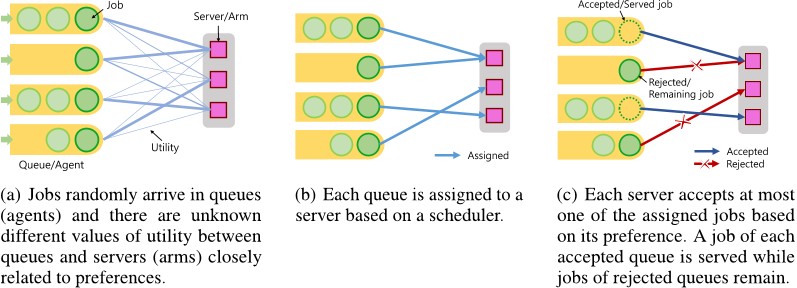 Job
Server/Arm
Utility
Queue/Agent
(a) Jobs randomly arrive in queues
(agents) and there are unknown
different values of utility between
queues and servers (arms) closely
related to preferences.
Assigned
(b) Each queue is assigned to a
server based on a scheduler.
Accepted/Served job
Rejected/
Remaining job
Accepted
Rejected
(c) Each server accepts at most
one of the assigned jobs based
on its preference. A job of each
accepted queue is served while
jobs of rejected queues remain.